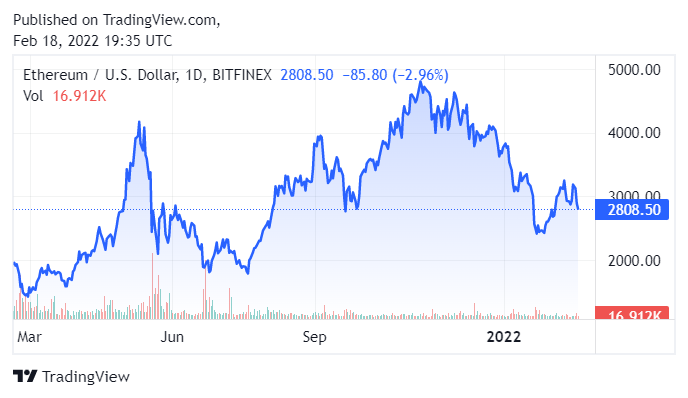 Published on TradingView.com,
Feb 18, 2022 19:35 UTC
Ethereum / U.S. Dollar, 1D, BITFINEX 2808.50 −85.80 (−2.96%)
Vol 16.912K
5000.00
4000.00
3000.00
2808.50
2000.00
16.912K
Mar Jun Sep 2022
TradingView